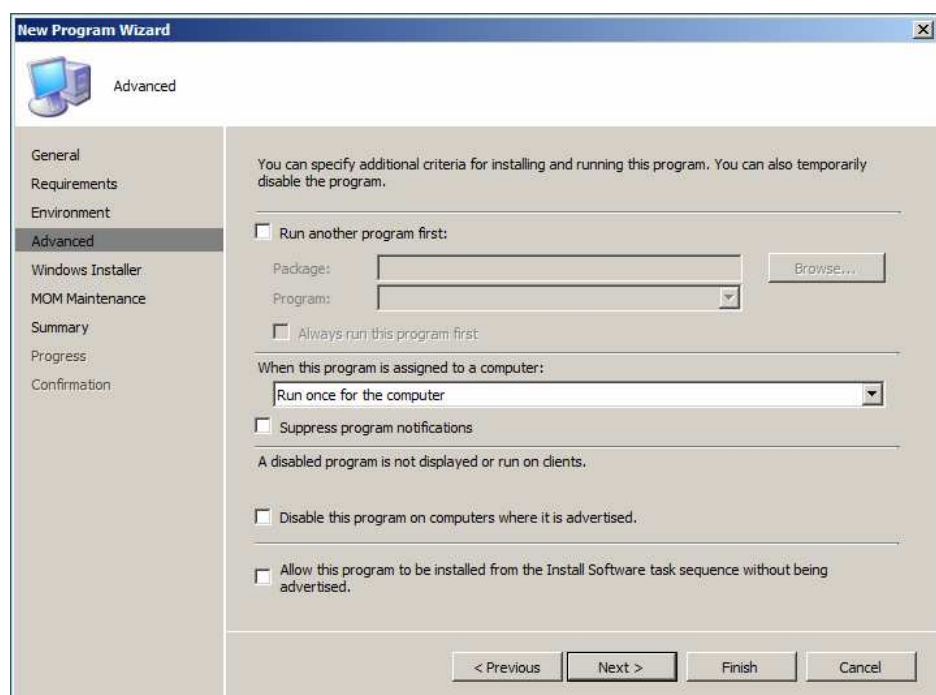 New Program Wizard
Advanced
General
Requirements
Environment
Advanced
Windows Installer
MOM Maintenance
Summary
Progress
Confirmation
You can specify additional criteria for installing and running this program. You can also temporarily
disable the program.
Run another program first:
Package:
Browse...
Program:
Always run this program first
When this program is assigned to a computer:
Run once for the computer
Suppress program notifications
A disabled program is not displayed or run on clients.
Disable this program on computers where it is advertised.
Allow this program to be installed from the Install Software task sequence without being
advertised.
< Previous
Next >
Finish
Cancel